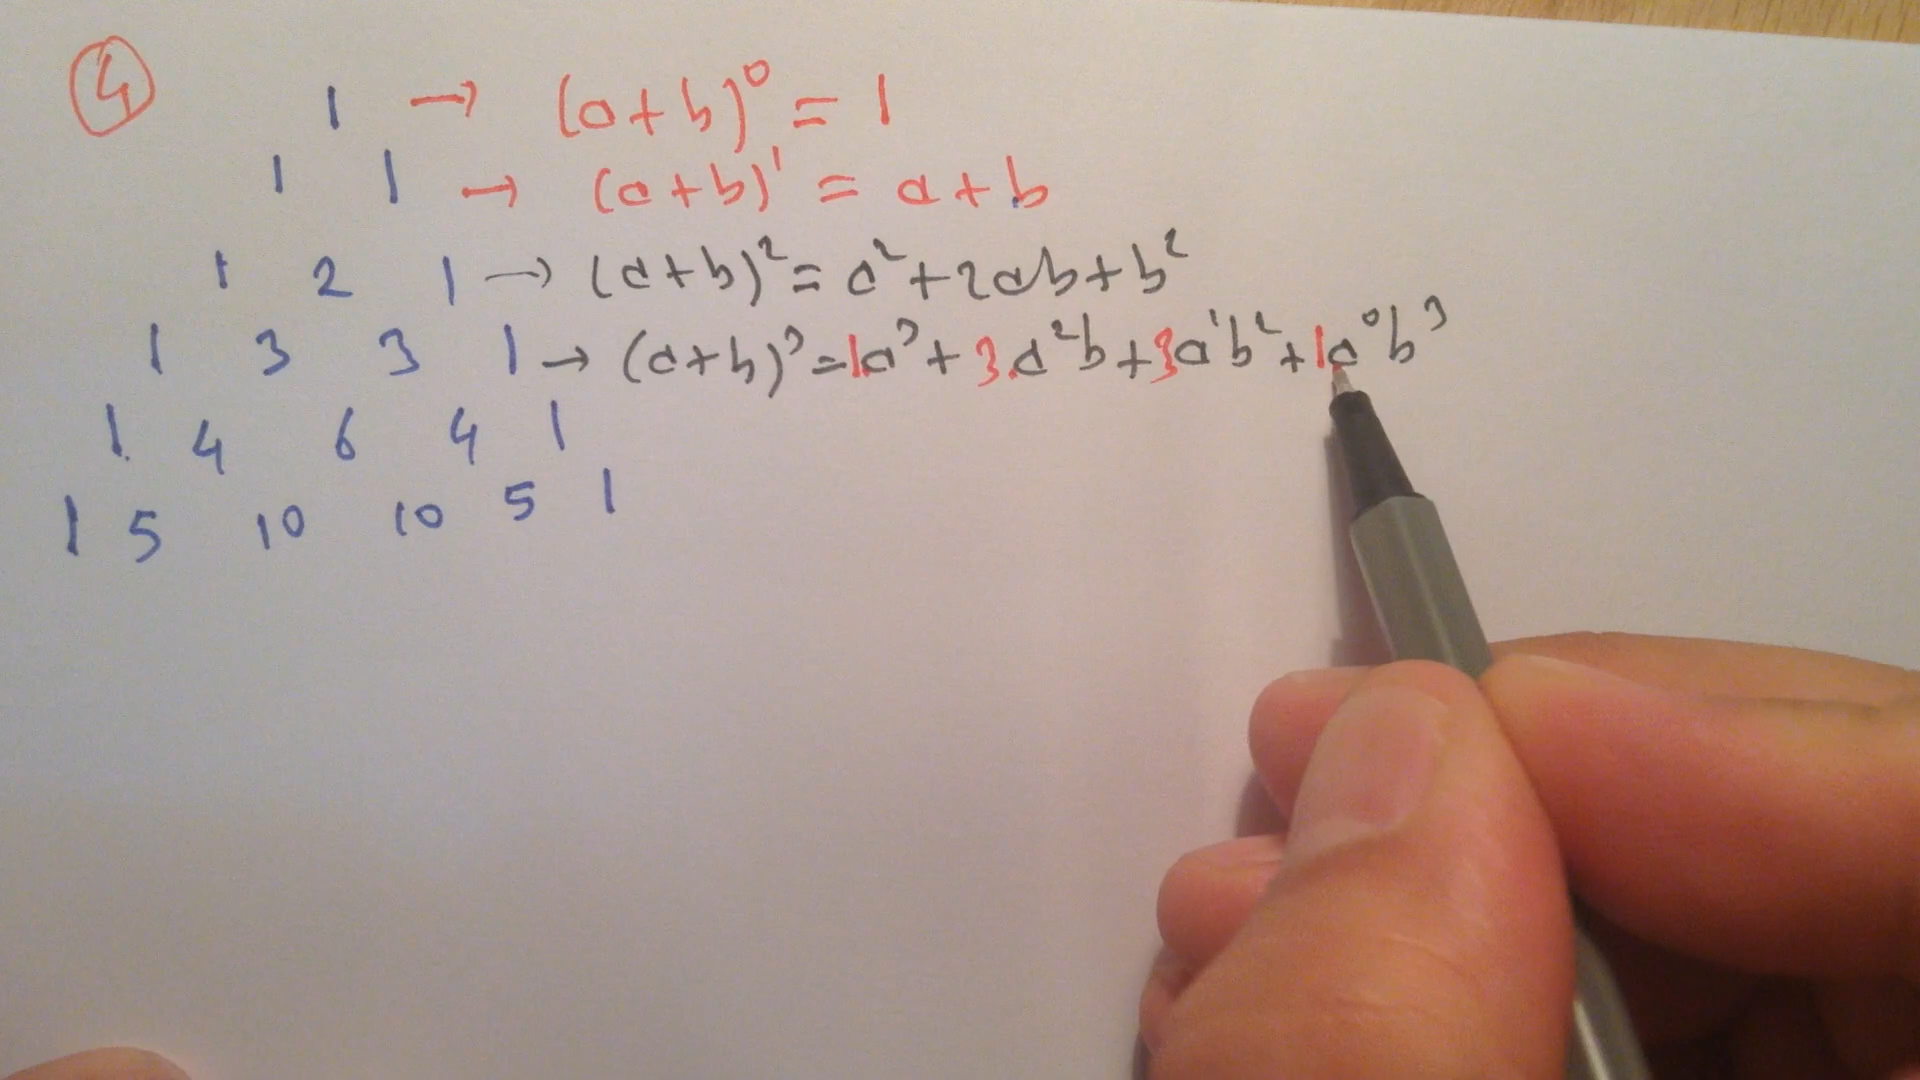 4
1 → (a+b)⁰ = 1
1 1 → (a+b)¹ = a+b
1 2 1 → (a+b)² = a²+2ab+b²
1 3 3 1 → (a+b)³ = 1a³ + 3a²b + 3a¹b² + 1a⁰b³
1 4 6 4 1
1 5 10 10 5 1